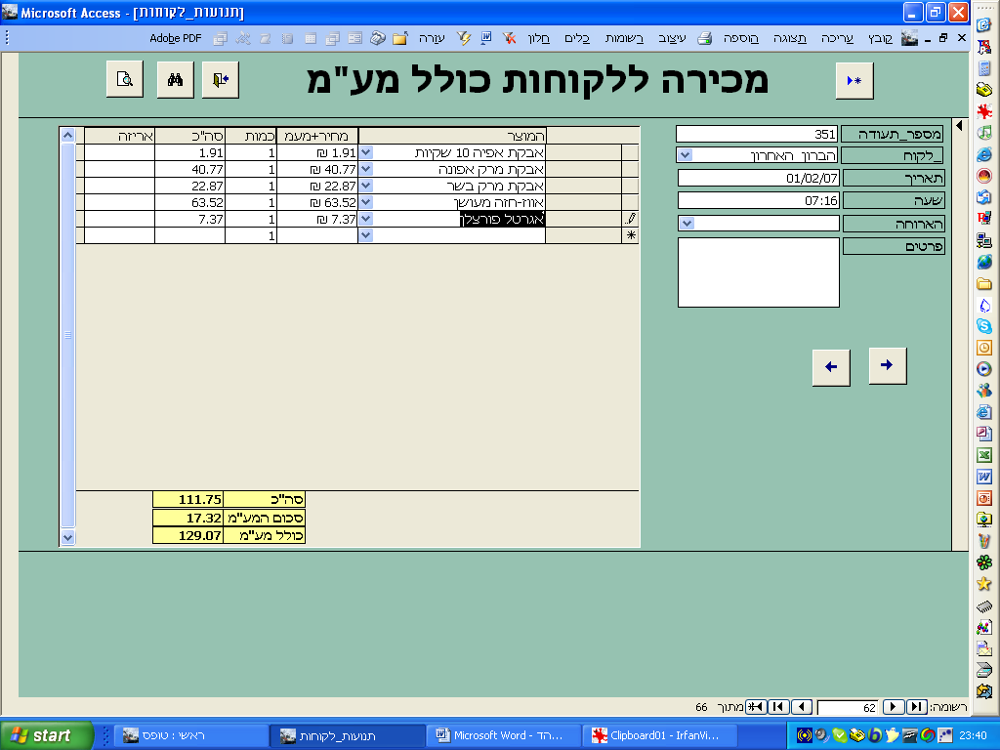 Microsoft Access - [תנועות_לקוחות]
קובץ עריכה תצוגה הוספה עיצוב רשומות כלים חלון עזרה Adobe PDF
מכירה ללקוחות כולל מע"מ
מספר_תעודה 351
_לקוח הברון האחרון
תאריך 01/02/07
שעה 07:16
הארוחה
פרטים
המוצר מחיר+מעמ כמות סה"כ אריזה
אבקת אפיה 10 שקיות ₪ 1.91 1 1.91
אבקת מרק אפונה ₪ 40.77 1 40.77
אבקת מרק בשר ₪ 22.87 1 22.87
אווז-חזה מעושן ₪ 63.52 1 63.52
אגרטל פורצלן ₪ 7.37 1 7.37
1
סה"כ 111.75
סכום המע"מ 17.32
כולל מע"מ 129.07
רשומה: 62 מתוך 66
start
ראשי : טופס
תנועות_לקוחות
Microsoft Word - הד...
Clipboard01 - IrfanVi...
23:40